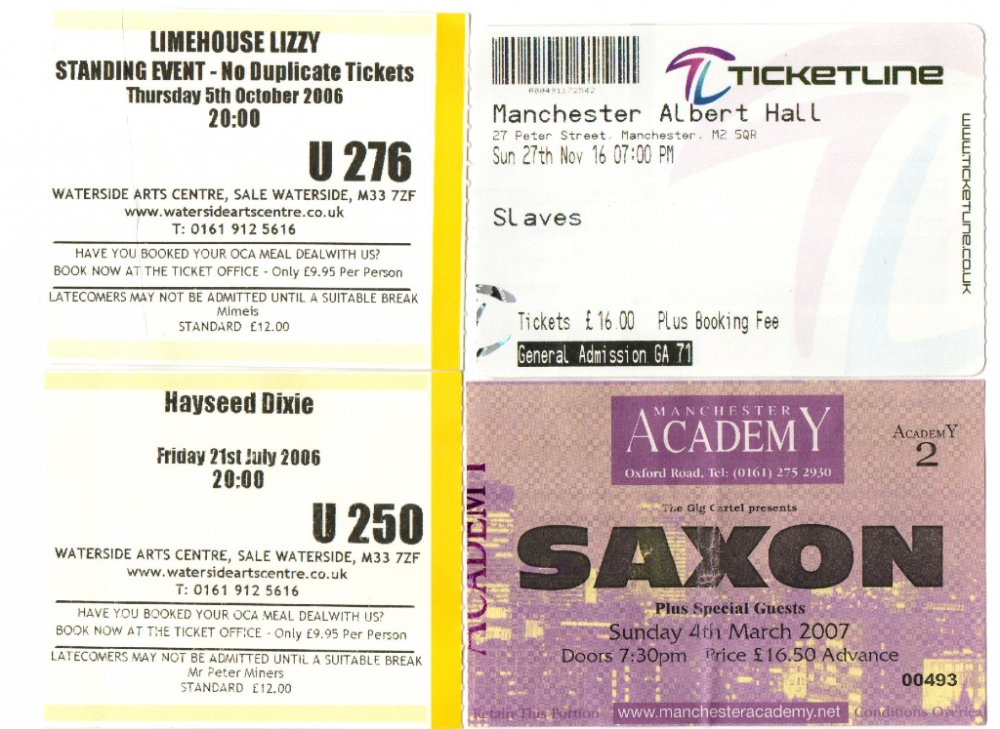 LIMEHOUSE LIZZY
STANDING EVENT - No Duplicate Tickets
Thursday 5th October 2006
20:00
U 276
WATERSIDE ARTS CENTRE, SALE WATERSIDE, M33 7ZF
www.watersideartscentre.co.uk
T: 0161 912 5616
HAVE YOU BOOKED YOUR OCA MEAL DEALWITH US?
BOOK NOW AT THE TICKET OFFICE - Only £9.95 Per Person
LATECOMERS MAY NOT BE ADMITTED UNTIL A SUITABLE BREAK
Mimels
STANDARD £12.00
TICKETLINE
Manchester Albert Hall
27 Peter Street, Manchester, M2 5QR
Sun 27th Nov 16 07:00 PM
Slaves
Tickets £16.00 Plus Booking Fee
General Admission GA 71
www.ticketline.co.uk
Hayseed Dixie
Friday 21st July 2006
20:00
U 250
WATERSIDE ARTS CENTRE, SALE WATERSIDE, M33 7ZF
www.watersideartscentre.co.uk
T: 0161 912 5616
HAVE YOU BOOKED YOUR OCA MEAL DEALWITH US?
BOOK NOW AT THE TICKET OFFICE - Only £9.95 Per Person
LATECOMERS MAY NOT BE ADMITTED UNTIL A SUITABLE BREAK
Mr Peter Miners
STANDARD £12.00
MANCHESTER
ACADEMY
Oxford Road, Tel: (0161) 275 2930
ACADEMY
2
ACADEMY
The Gig Cartel presents
SAXON
Plus Special Guests
Sunday 4th March 2007
Doors 7:30pm Price £16.50 Advance
00493
Retain This Portion www.manchesteracademy.net Conditions Overleaf